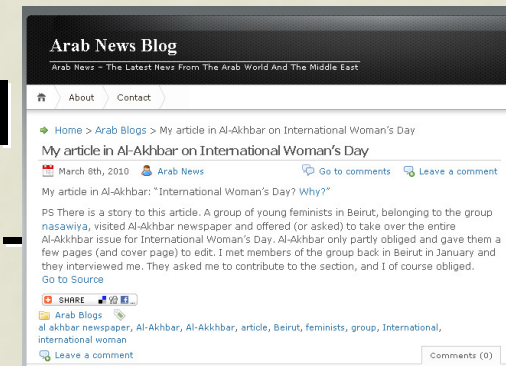 Arab News Blog
Arab News – The Latest News From The Arab World And The Middle East
About Contact
Home > Arab Blogs > My article in Al-Akhbar on International Woman's Day
My article in Al-Akhbar on International Woman's Day
March 8th, 2010 Arab News Go to comments Leave a comment
My article in Al-Akhbar: "International Woman's Day? Why?"
PS There is a story to this article. A group of young feminists in Beirut, belonging to the group
nasawiya, visited Al-Akhbar newspaper and offered (or asked) to take over the entire
Al-Akkhbar issue for International Woman's Day. Al-Akhbar only partly obliged and gave them a
few pages (and cover page) to edit. I met members of the group back in Beirut in January and
they interviewed me. They asked me to contribute to the section, and I of course obliged.
Go to Source
SHARE
Arab Blogs
al akhbar newspaper, Al-Akhbar, Al-Akkhbar, article, Beirut, feminists, group, International,
international woman
Leave a comment Comments (0)